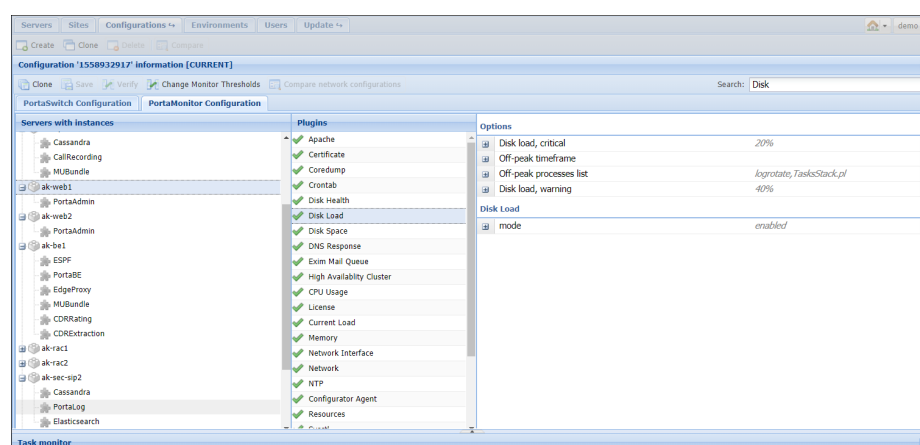 Servers Sites Configurations Environments Users Update demo
Create Clone Delete Compare
Configuration '1558932917' information [CURRENT]
Clone Save Verify Change Monitor Thresholds Compare network configurations Search: Disk
PortaSwitch Configuration PortaMonitor Configuration
Servers with instances
Cassandra
CallRecording
MUBundle
ak-web1
PortaAdmin
ak-web2
PortaAdmin
ak-be1
ESPF
PortaBE
EdgeProxy
MUBundle
CDRRating
CDRExtraction
ak-rac1
ak-rac2
ak-sec-sip2
Cassandra
PortaLog
Elasticsearch
Plugins
Apache
Certificate
Coredump
Crontab
Disk Health
Disk Load
Disk Space
DNS Response
Exim Mail Queue
High Availablity Cluster
CPU Usage
License
Current Load
Memory
Network Interface
Network
NTP
Configurator Agent
Resources
Options
Disk load, critical 20%
Off-peak timeframe
Off-peak processes list logrotate,TasksStack.pl
Disk load, warning 40%
Disk Load
mode enabled
Task monitor